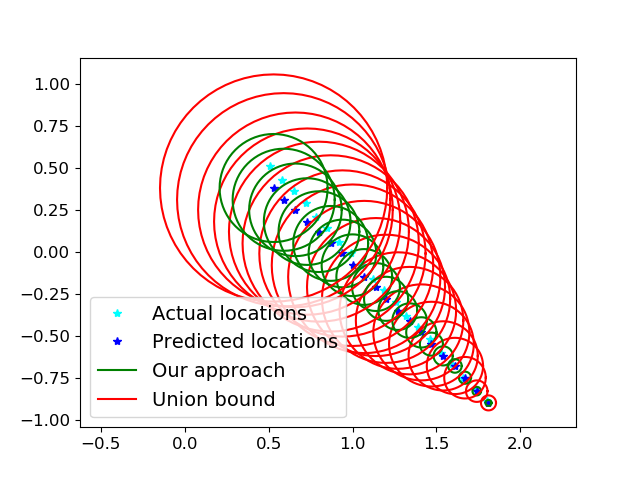 1.00
0.75
0.50
0.25
0.00
−0.25
−0.50
−0.75
−1.00
Actual locations
Predicted locations
Our approach
Union bound
−0.5 0.0 0.5 1.0 1.5 2.0